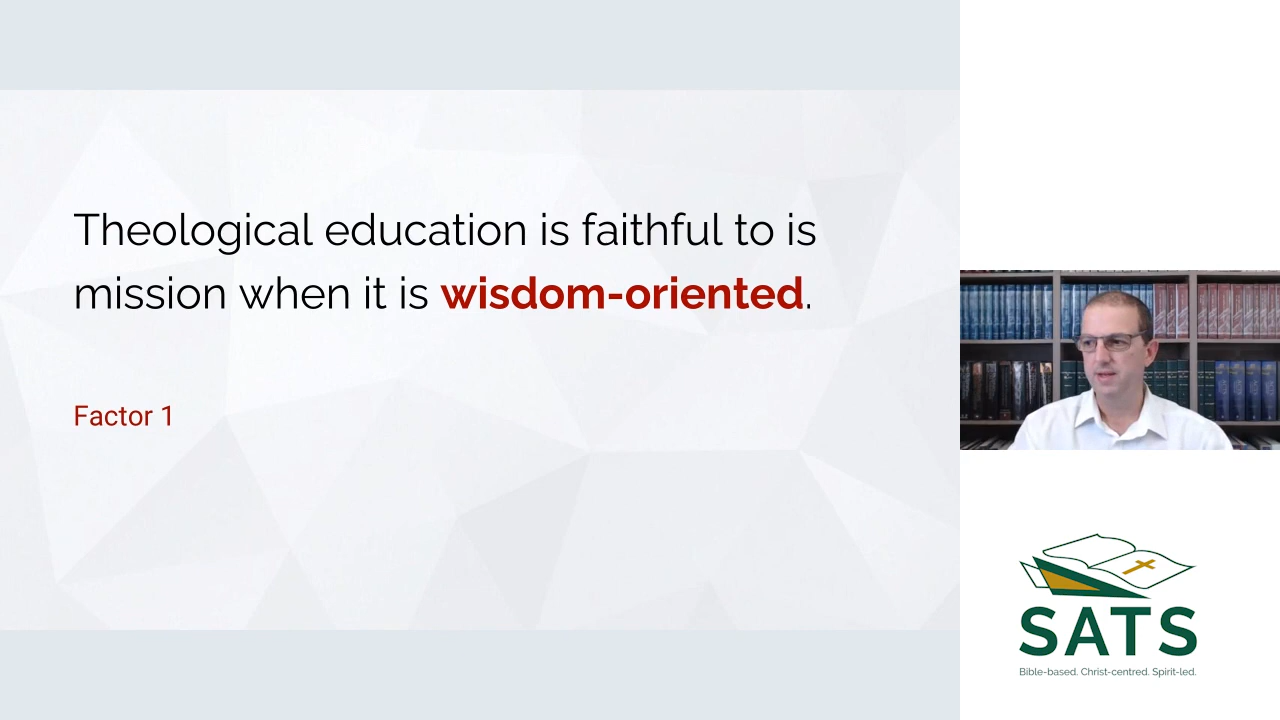 Theological education is faithful to is
mission when it is wisdom-oriented.
Factor 1
SATS
Bible-based. Christ-centred. Spirit-led.